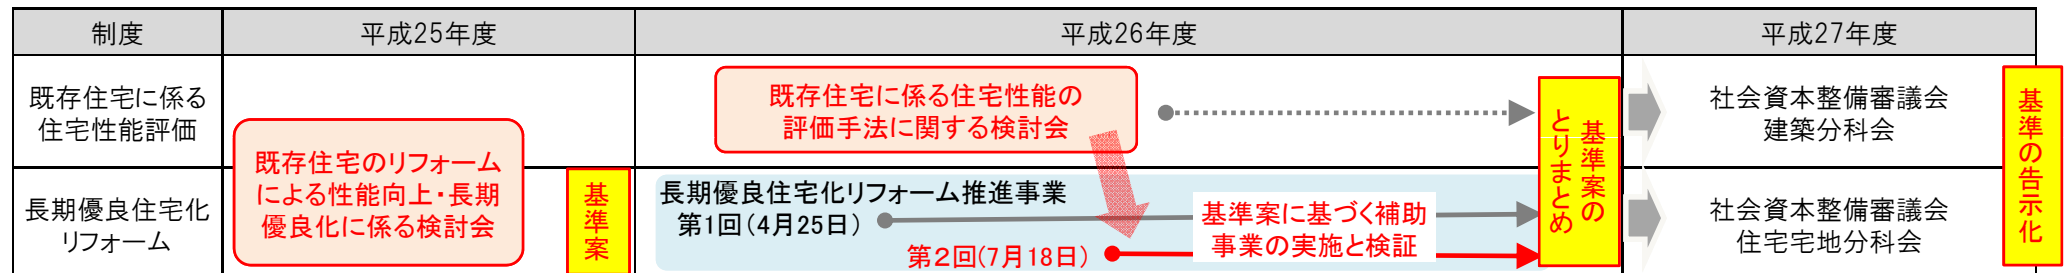 制度
平成25年度
平成26年度
平成27年度
既存住宅に係る
住宅性能評価
長期優良住宅化
リフォーム
既存住宅のリフォーム
による性能向上・長期
優良化に係る検討会
基準案
既存住宅に係る住宅性能の
評価手法に関する検討会
長期優良住宅化リフォーム推進事業
第1回(4月25日)
第２回(7月18日)
基準案に基づく補助
事業の実施と検証
基準案の
とりまとめ
社会資本整備審議会
建築分科会
社会資本整備審議会
住宅宅地分科会
基準の告示化